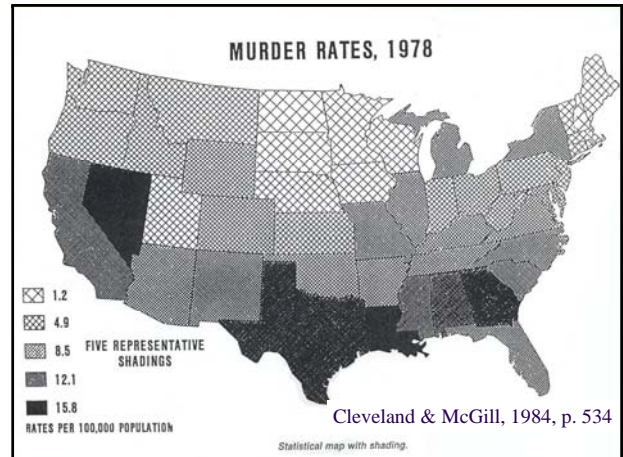 MURDER RATES, 1978
1.2
4.9
8.5
12.1
15.8
FIVE REPRESENTATIVE
SHADINGS
RATES PER 100,000 POPULATION
Cleveland & McGill, 1984, p. 534
Statistical map with shading.